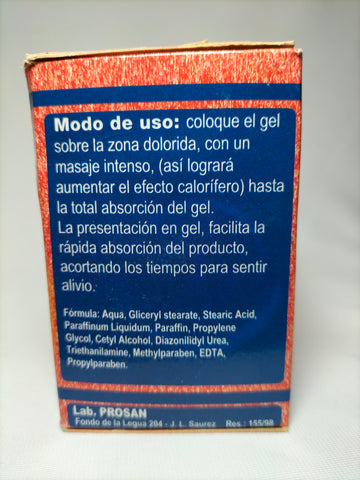 Modo de uso: coloque el gel
sobre la zona dolorida, con un
masaje intenso, (así logrará
aumentar el efecto calorífero) hasta
la total absorción del gel.
La presentación en gel, facilita la
rápida absorción del producto,
acortando los tiempos para sentir
alivio.
Fórmula: Aqua, Gliceryl stearate, Stearic Acid,
Paraffinum Liquidum, Paraffin, Propylene
Glycol, Cetyl Alcohol, Diazonilidyl Urea,
Triethanilamine, Methylparaben, EDTA,
Propylparaben.
Lab. PROSAN
Fondo de la Legua 204 - J. L. Saurez Res.: 155/98